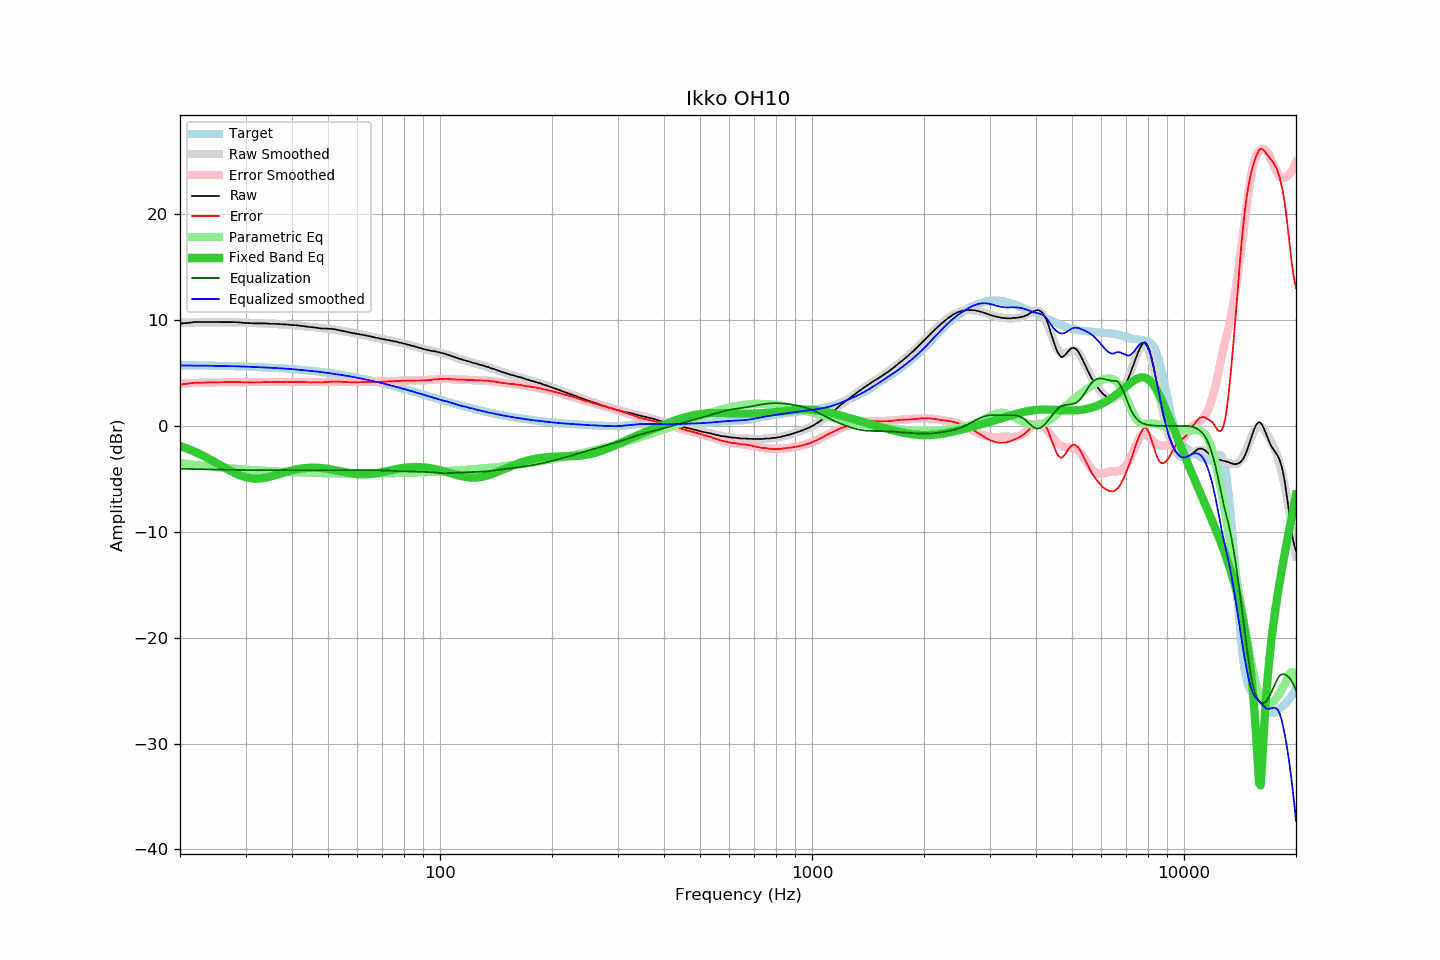 Ikko OH10
Target
Raw Smoothed
Error Smoothed
Raw
Error
Parametric Eq
Fixed Band Eq
Equalization
Equalized smoothed
20
10
0
−10
−20
−30
−40
Amplitude (dBr)
100 1000 10000
Frequency (Hz)